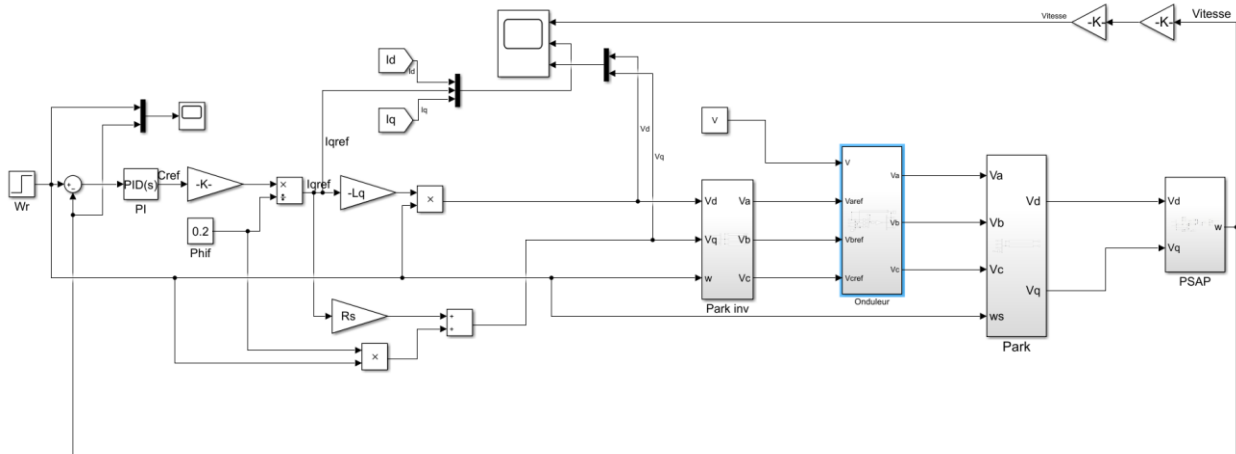 Vitesse
-K-
-K-
Vitesse
Id
Id
Iq
Iq
Iqref
Vd
Vq
V
Wr
+
-
PID(s)
PI
Cref
-K-
×
÷
Iqref
-Lq
×
0.2
Phif
Rs
+
+
×
Vd
Vq
w
Va
Vb
Vc
Park inv
V
Varef
Vbref
Vcref
Va
Vb
Vc
Onduleur
Va
Vb
Vc
ws
Vd
Vq
Park
Vd
Vq
w
PSAP